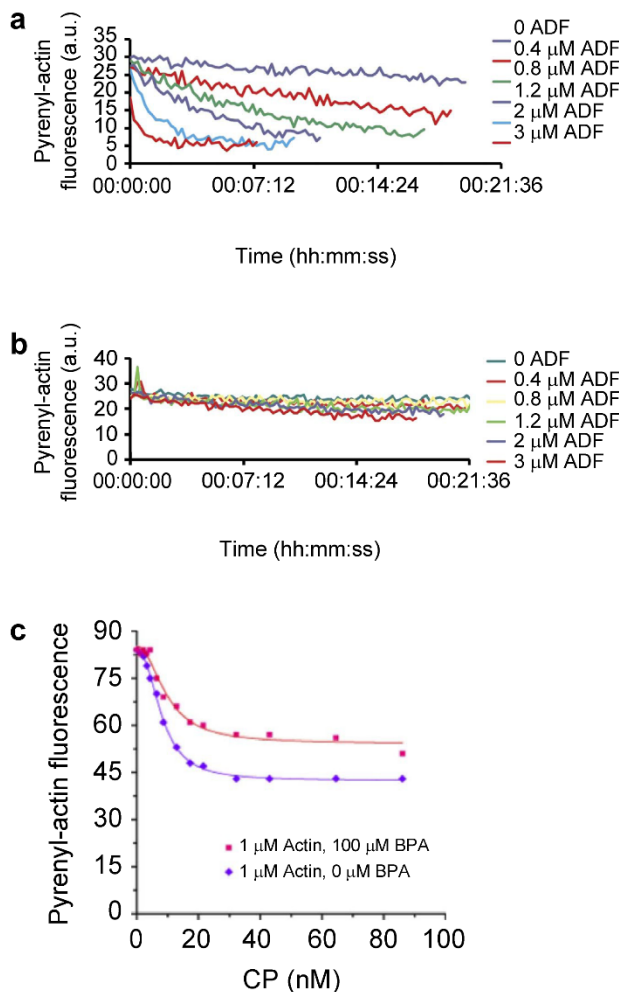 a
Pyrenyl-actin
fluorescence (a.u.)
35
30
25
20
15
10
5
0
00:00:00 00:07:12 00:14:24 00:21:36
Time (hh:mm:ss)
0 ADF
0.4 μM ADF
0.8 μM ADF
1.2 μM ADF
2 μM ADF
3 μM ADF
b
Pyrenyl-actin
fluorescence (a.u.)
40
30
20
10
0
00:00:00 00:07:12 00:14:24 00:21:36
Time (hh:mm:ss)
0 ADF
0.4 μM ADF
0.8 μM ADF
1.2 μM ADF
2 μM ADF
3 μM ADF
c
Pyrenyl-actin fluorescence
90
75
60
45
30
15
0
1 μM Actin, 100 μM BPA
1 μM Actin, 0 μM BPA
0 20 40 60 80 100
CP (nM)